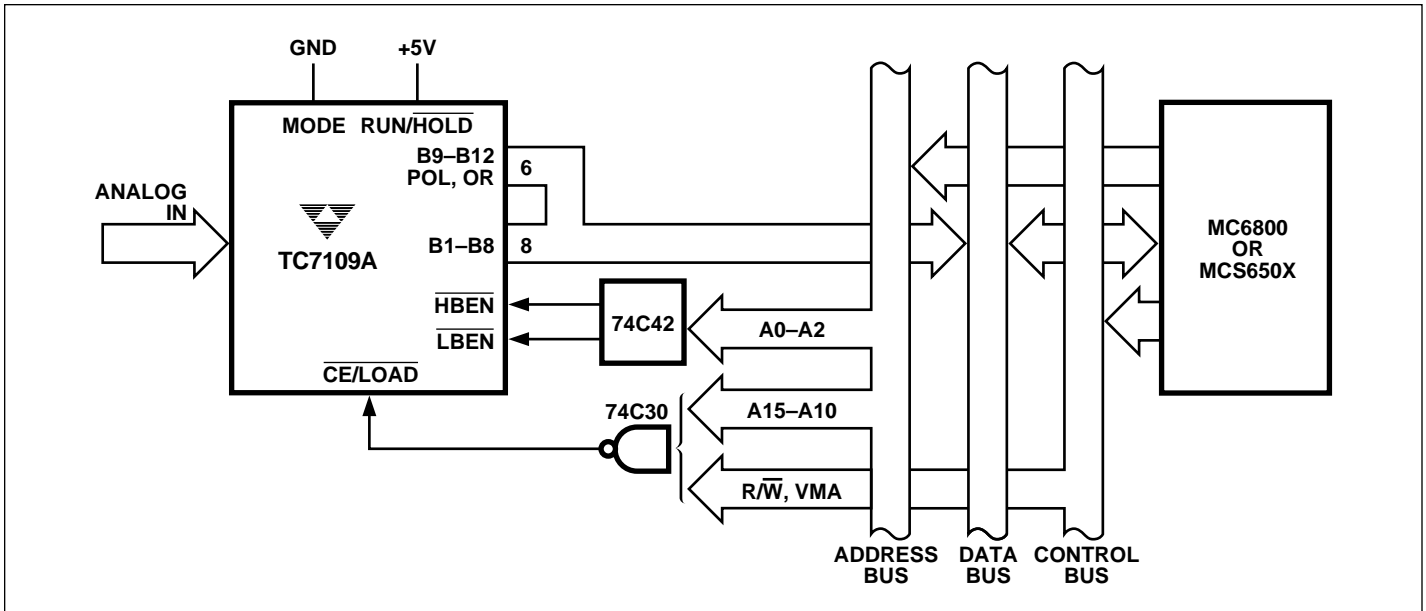 GND
+5V
MODE
RUN/HOLD
B9–B12
POL, OR
6
ANALOG
IN
TC7109A
B1–B8
8
HBEN
LBEN
CE/LOAD
74C42
A0–A2
74C30
A15–A10
R/W, VMA
MC6800
OR
MCS650X
ADDRESS
BUS
DATA
BUS
CONTROL
BUS